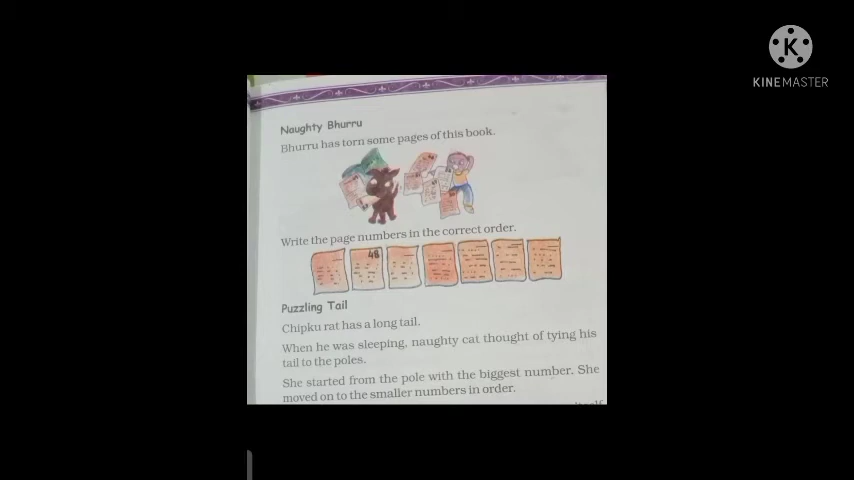 KINEMASTER
Naughty Bhurru
Bhurru has torn some pages of this book.
Write the page numbers in the correct order.
48
Puzzling Tail
Chipku rat has a long tail.
When he was sleeping, naughty cat thought of tying his
tail to the poles.
She started from the pole with the biggest number. She
moved on to the smaller numbers in order.